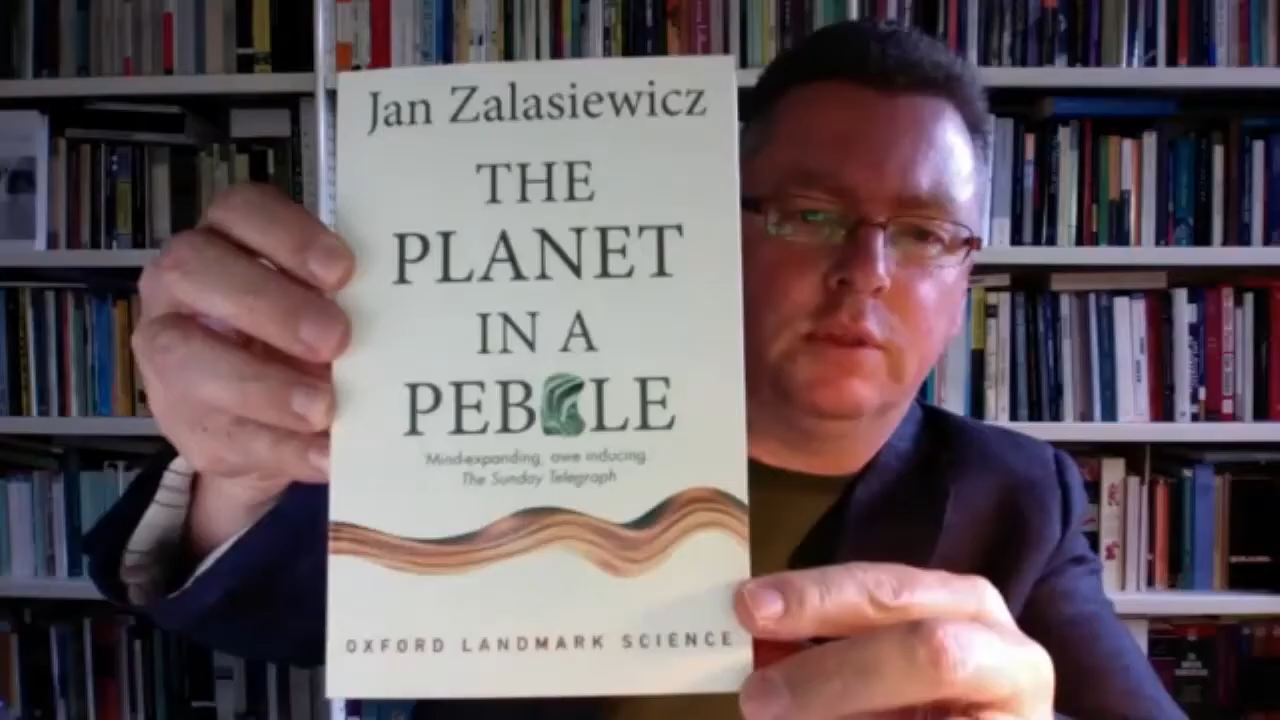 Jan Zalasiewicz
THE
PLANET
IN A
PEBBLE
Mind-expanding, awe inducing
The Sunday Telegraph
OXFORD LANDMARK SCIENCE